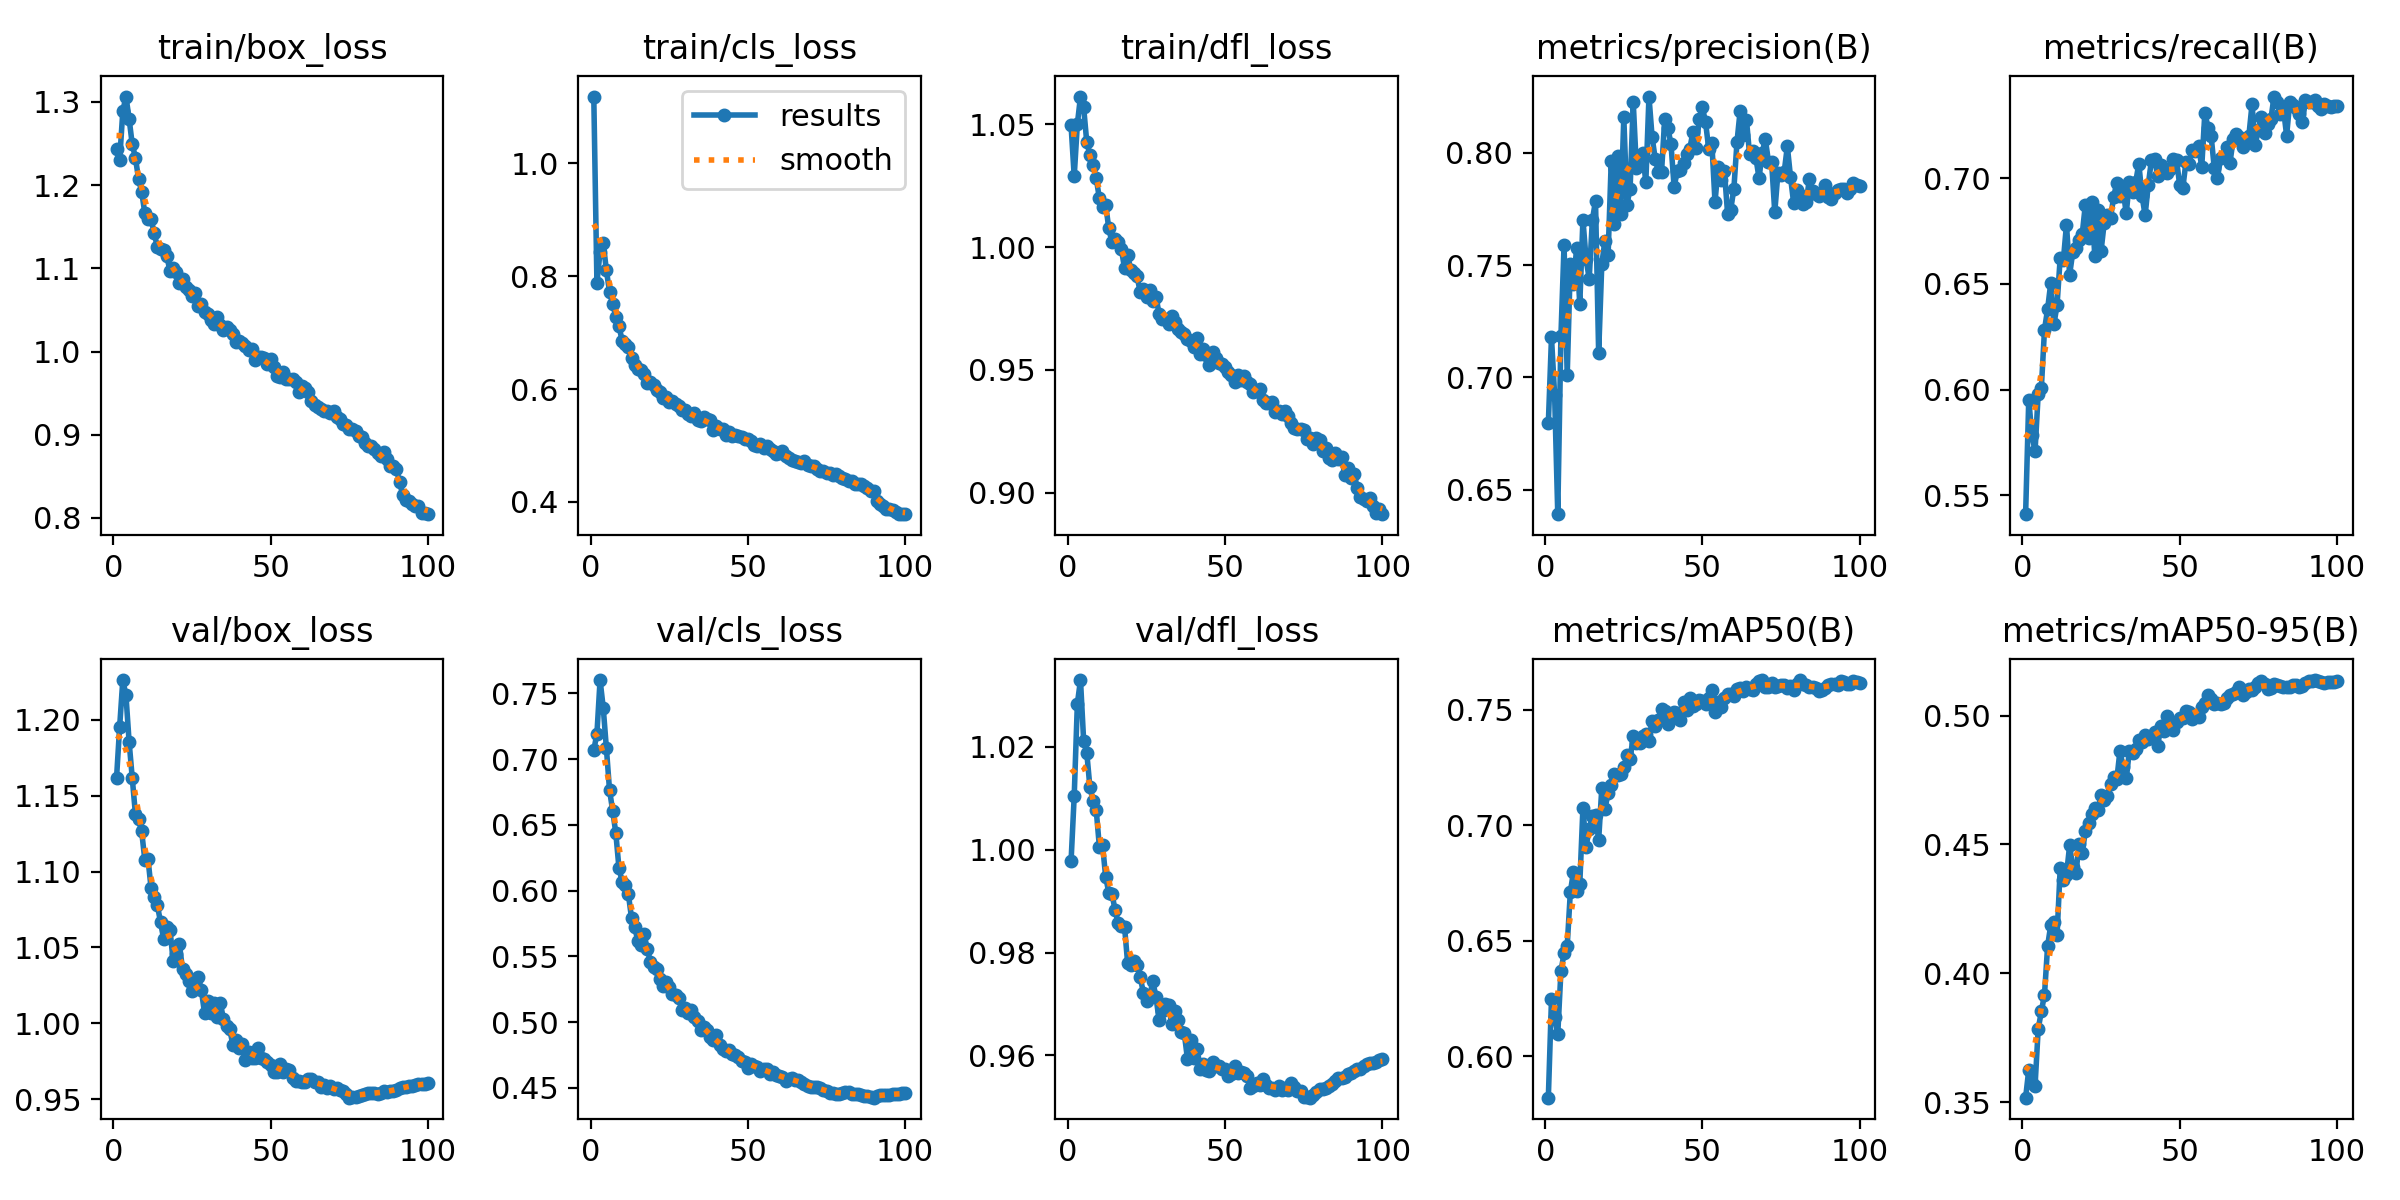 train/box_loss
train/cls_loss
train/dfl_loss
metrics/precision(B)
metrics/recall(B)
1.3
1.2
1.1
1.0
0.9
0.8
0 50 100
results
smooth
1.0
0.8
0.6
0.4
0 50 100
1.05
1.00
0.95
0.90
0 50 100
0.80
0.75
0.70
0.65
0 50 100
0.70
0.65
0.60
0.55
0 50 100
val/box_loss
val/cls_loss
val/dfl_loss
metrics/mAP50(B)
metrics/mAP50-95(B)
1.20
1.15
1.10
1.05
1.00
0.95
0 50 100
0.75
0.70
0.65
0.60
0.55
0.50
0.45
0 50 100
1.02
1.00
0.98
0.96
0 50 100
0.75
0.70
0.65
0.60
0 50 100
0.50
0.45
0.40
0.35
0 50 100